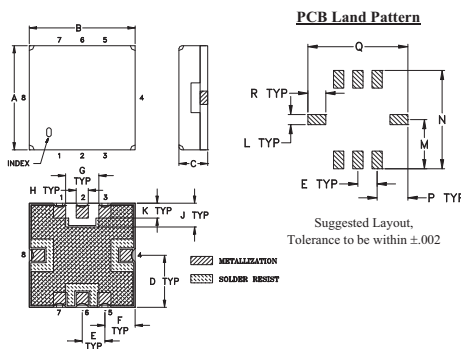 PCB Land Pattern
B
7 6 5
A
8
4
INDEX
1 2 3
C
Q
R TYP
L TYP
N
M
E TYP
P TYP
Suggested Layout,
Tolerance to be within ±.002
G
TYP
H TYP
1 2 3
K TYP
J TYP
8
4
D
TYP
7 6 5
E
TYP
F
TYP
METALLIZATION
SOLDER RESIST